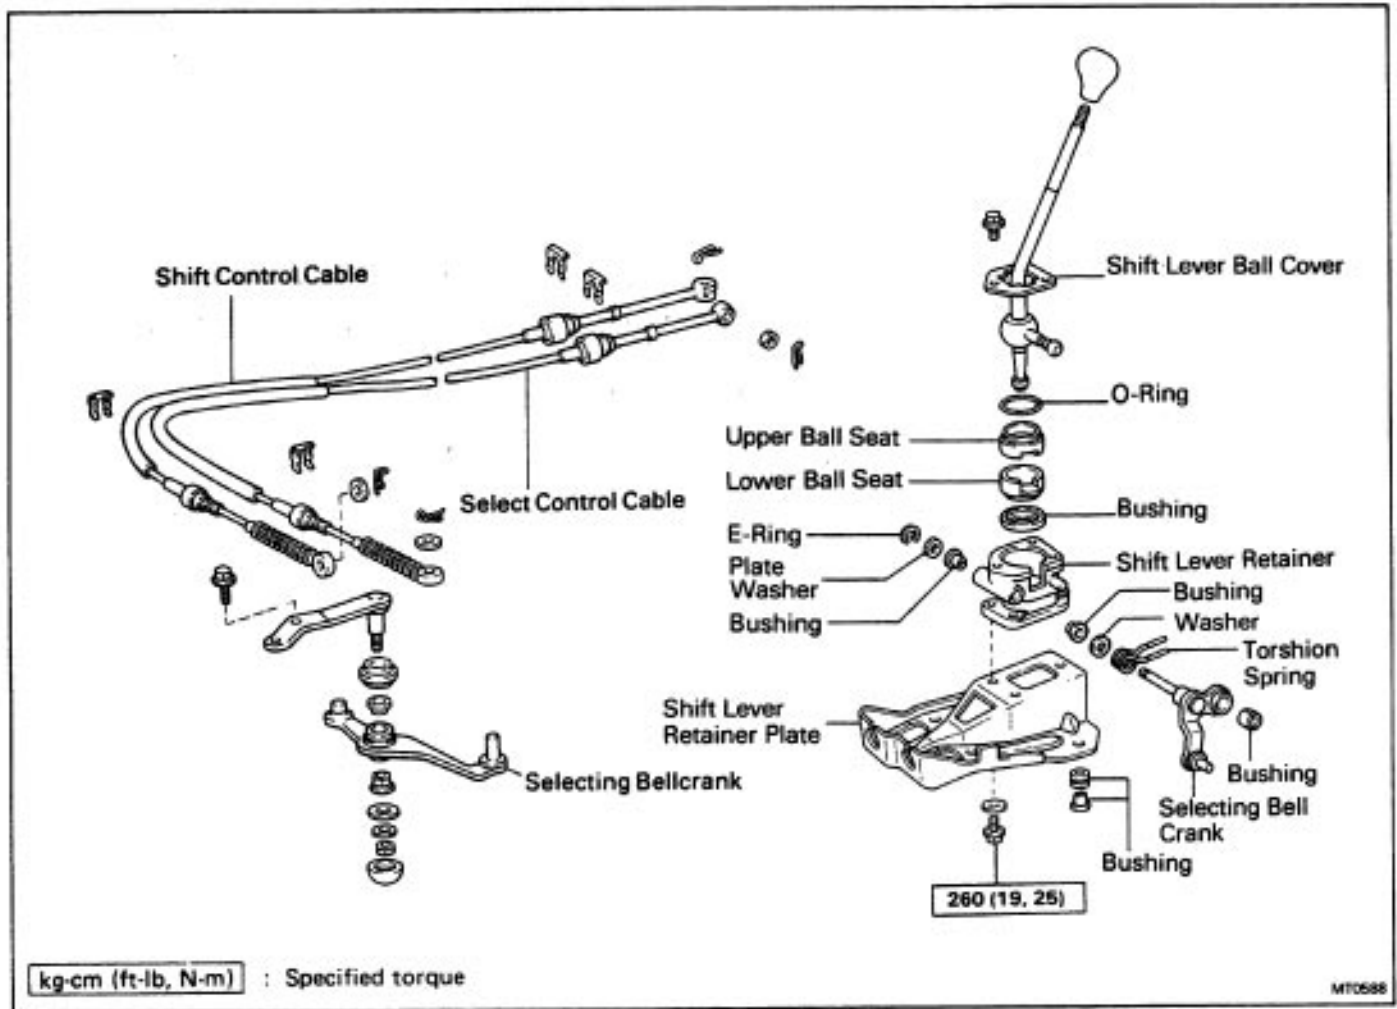 Shift Control Cable
Select Control Cable
Selecting Bellcrank
Shift Lever Ball Cover
O-Ring
Upper Ball Seat
Lower Ball Seat
Bushing
E-Ring
Plate
Washer
Bushing
Shift Lever Retainer
Bushing
Washer
Torshion
Spring
Shift Lever
Retainer Plate
Bushing
Selecting Bell
Crank
Bushing
260 (19, 25)
kg-cm (ft-lb, N-m) : Specified torque
MT0588